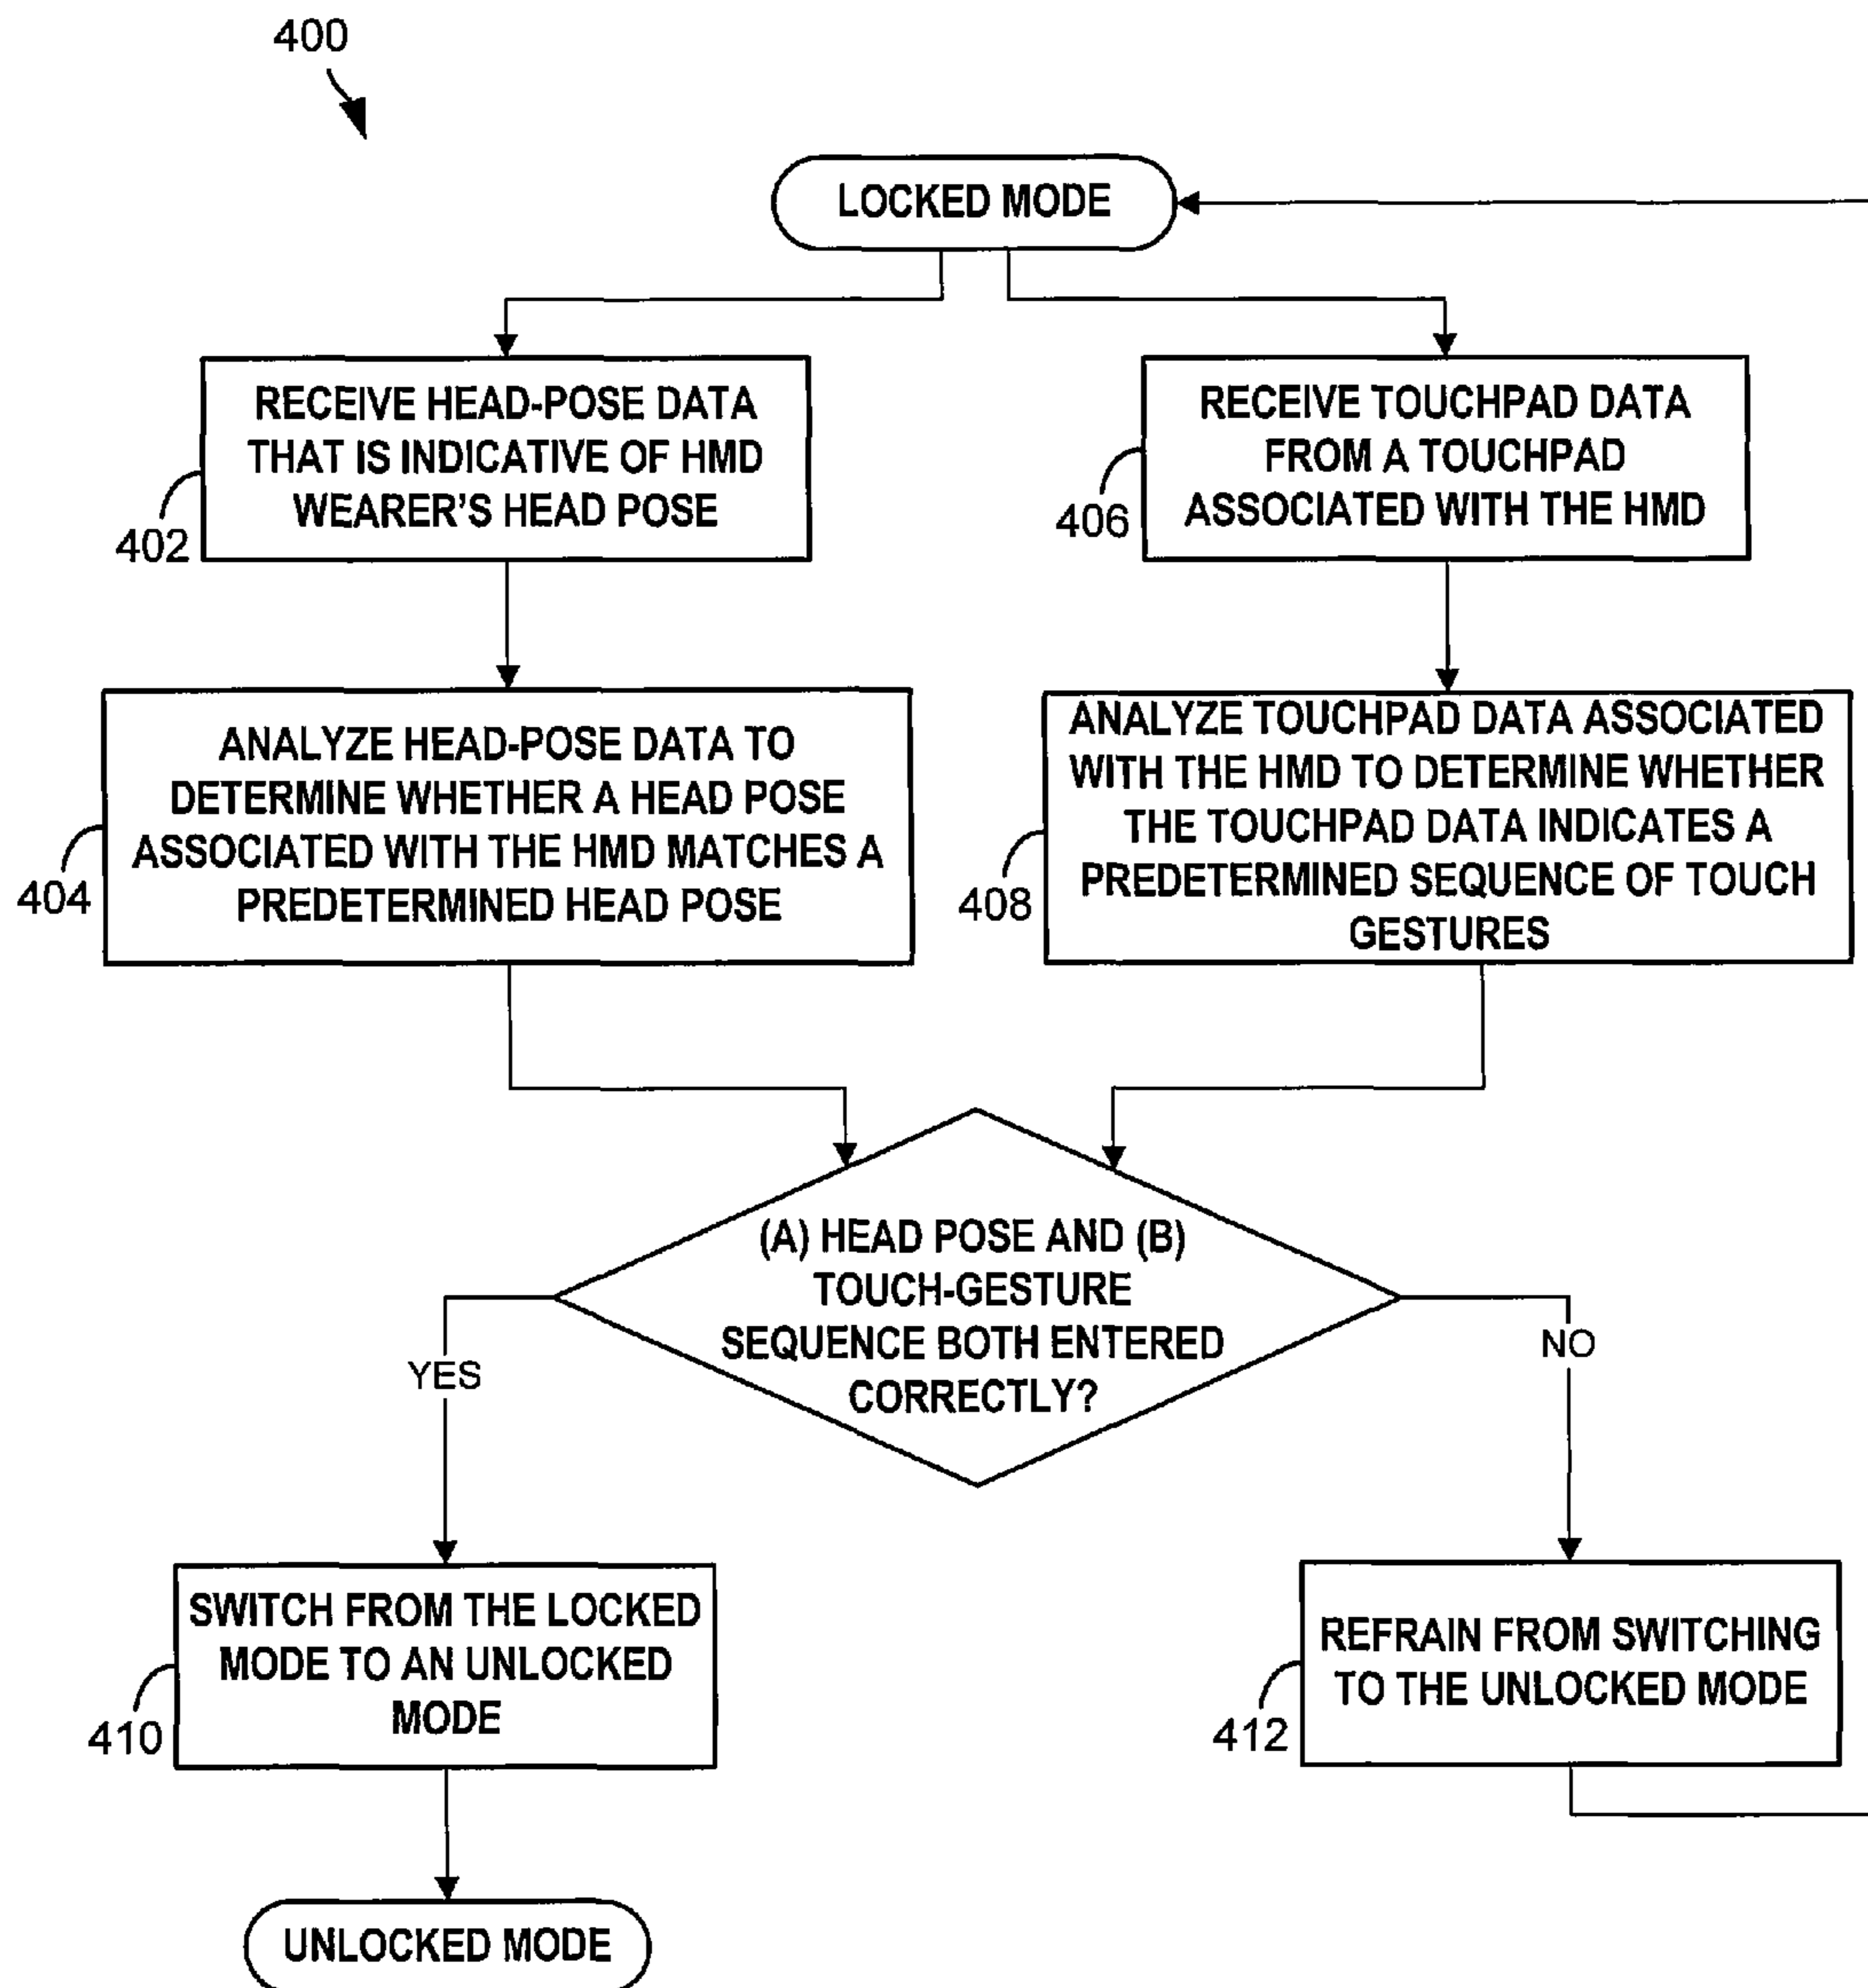 400
LOCKED MODE
RECEIVE HEAD-POSE DATA
THAT IS INDICATIVE OF HMD
WEARER'S HEAD POSE
402
RECEIVE TOUCHPAD DATA
FROM A TOUCHPAD
ASSOCIATED WITH THE HMD
406
ANALYZE HEAD-POSE DATA TO
DETERMINE WHETHER A HEAD POSE
ASSOCIATED WITH THE HMD MATCHES A
PREDETERMINED HEAD POSE
404
ANALYZE TOUCHPAD DATA ASSOCIATED
WITH THE HMD TO DETERMINE WHETHER
THE TOUCHPAD DATA INDICATES A
PREDETERMINED SEQUENCE OF TOUCH
GESTURES
408
(A) HEAD POSE AND (B)
TOUCH-GESTURE
SEQUENCE BOTH ENTERED
CORRECTLY?
YES
NO
SWITCH FROM THE LOCKED
MODE TO AN UNLOCKED
MODE
410
REFRAIN FROM SWITCHING
TO THE UNLOCKED MODE
412
UNLOCKED MODE